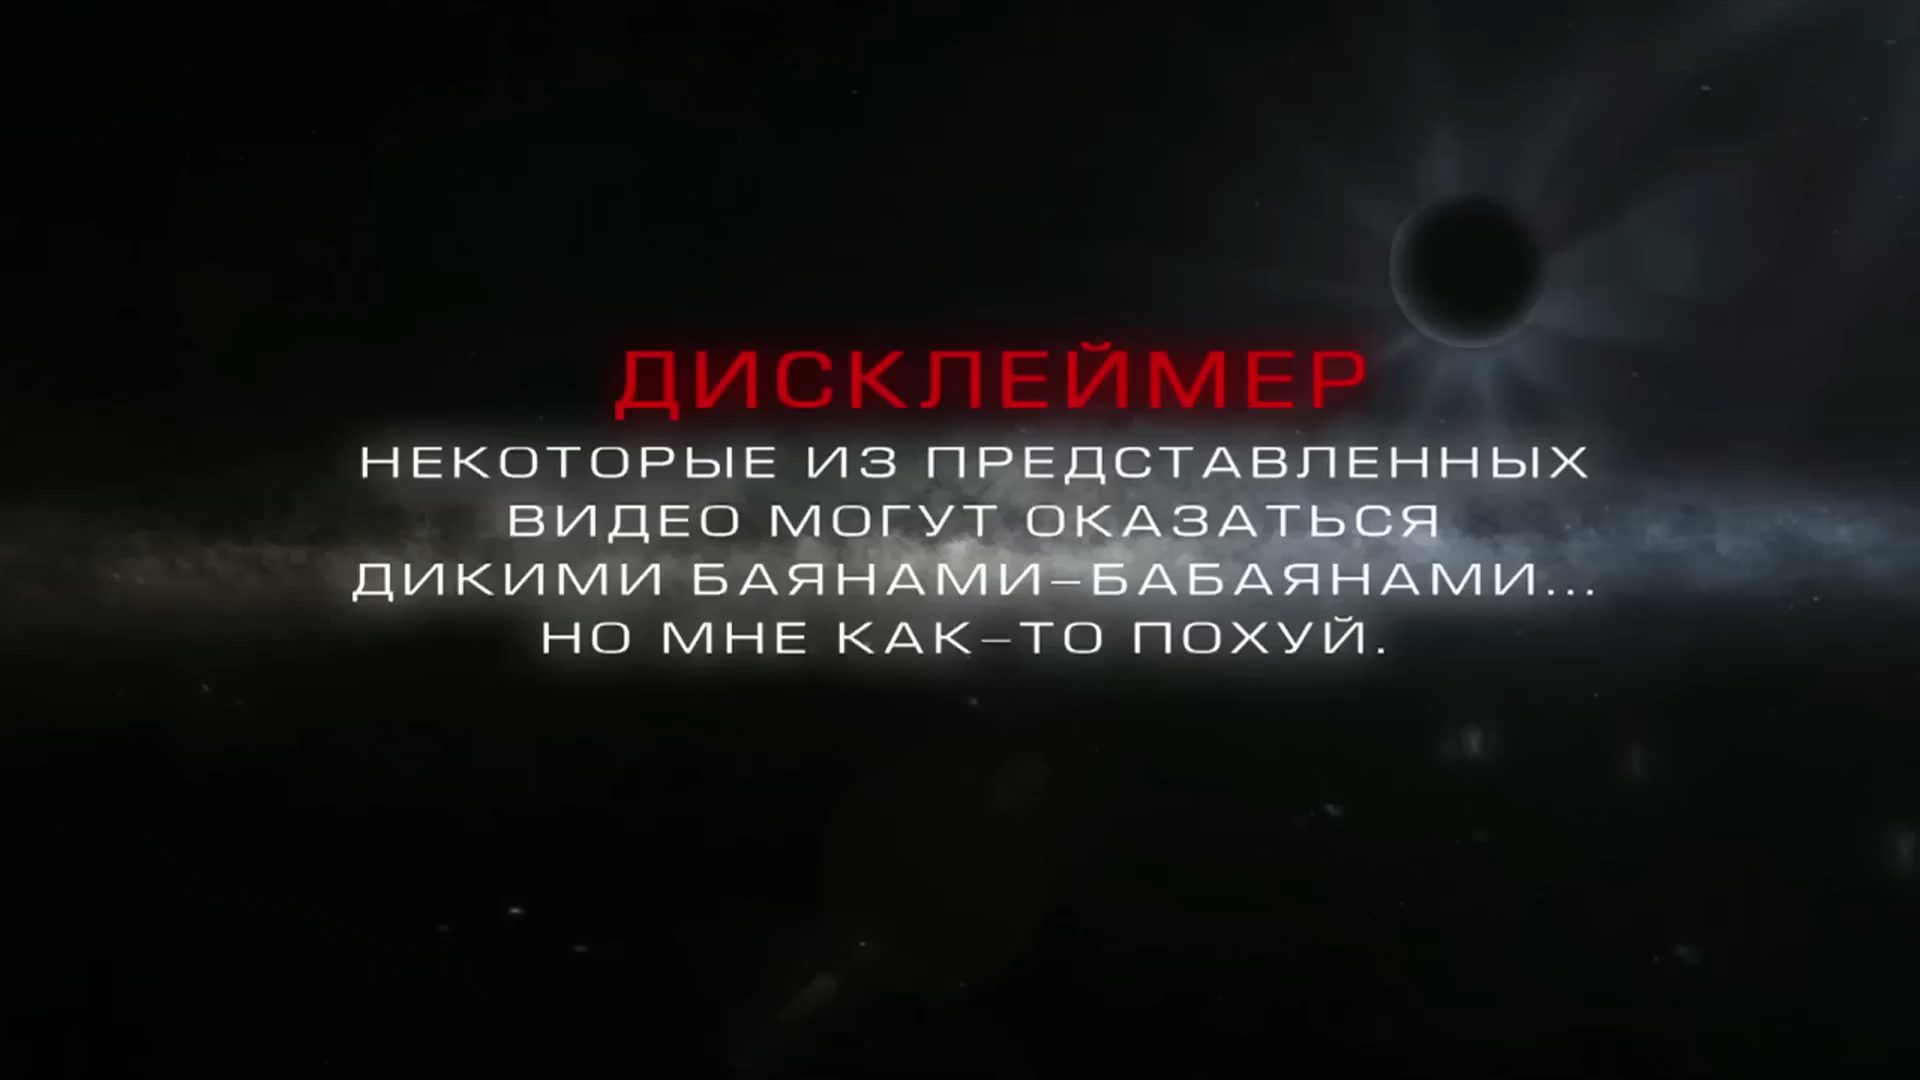 ДИСКЛЕЙМЕР
НЕКОТОРЫЕ ИЗ ПРЕДСТАВЛЕННЫХ
ВИДЕО МОГУТ ОКАЗАТЬСЯ
ДИКИМИ БАЯНАМИ–БАБАЯНАМИ...
НО МНЕ КАК–ТО ПОХУЙ.